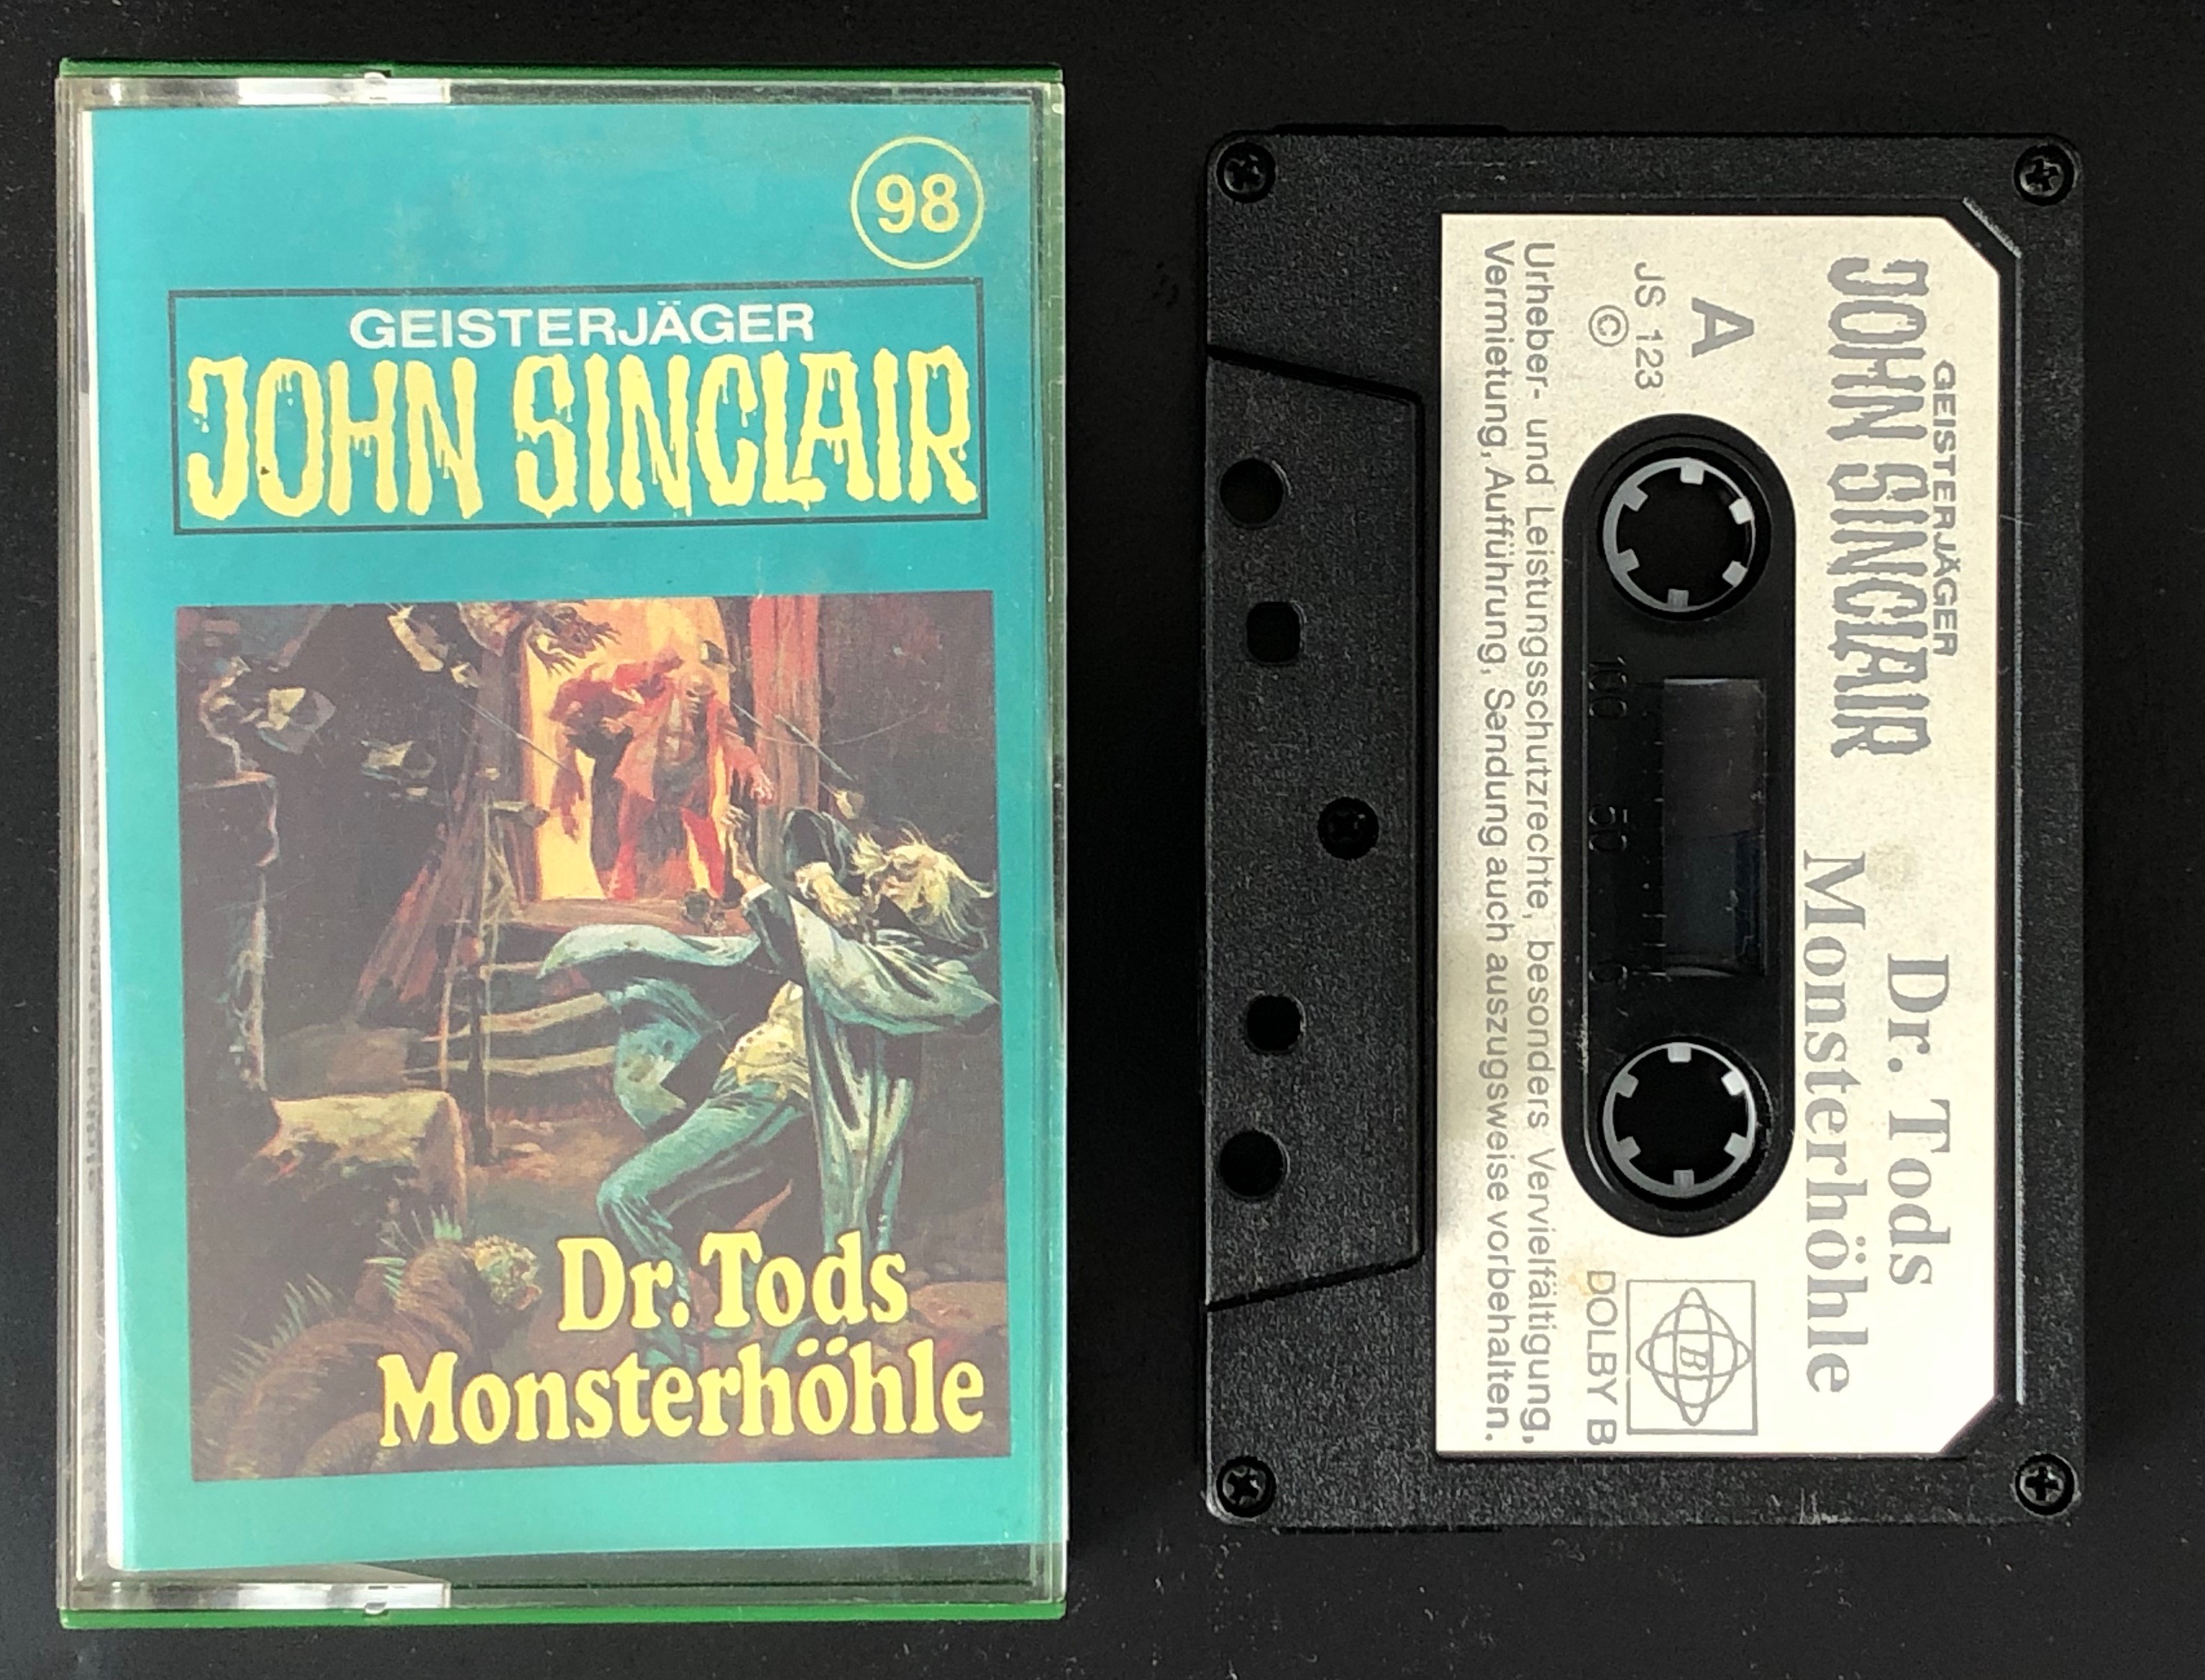 98
GEISTERJÄGER
JOHN SINCLAIR
Dr. Tods
Monsterhöhle
GEISTERJÄGER
JOHN SINCLAIR
Dr. Tods
Monsterhöhle
A
JS 123
©
100 50 0
B
DOLBY B
Urheber- und Leistungsschutzrechte, besonders Vervielfältigung,
Vermietung, Aufführung, Sendung auch auszugsweise vorbehalten.